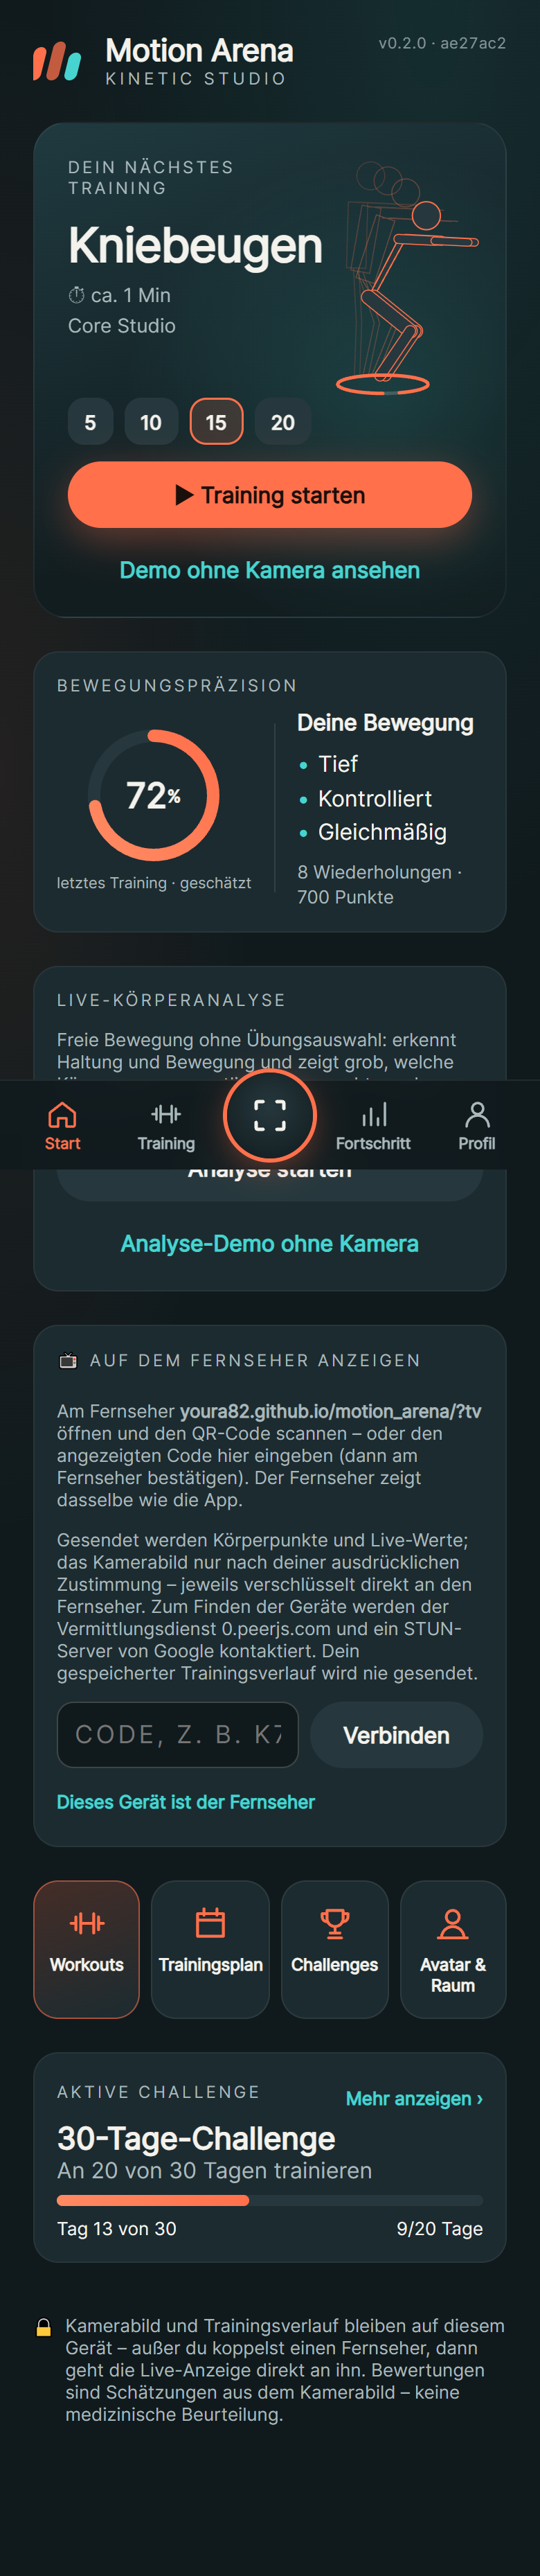 Motion Arena
KINETIC STUDIO
v0.2.0 · ae27ac2
DEIN NÄCHSTES
TRAINING
Kniebeugen
⏱ ca. 1 Min
Core Studio
5 10 15 20
▶ Training starten
Demo ohne Kamera ansehen
BEWEGUNGSPRÄZISION
72%
letztes Training · geschätzt
Deine Bewegung
• Tief
• Kontrolliert
• Gleichmäßig
8 Wiederholungen ·
700 Punkte
LIVE-KÖRPERANALYSE
Freie Bewegung ohne Übungsauswahl: erkennt
Haltung und Bewegung und zeigt grob, welche
Start Training Fortschritt Profil
Analyse starten
Analyse-Demo ohne Kamera
📺 AUF DEM FERNSEHER ANZEIGEN
Am Fernseher youra82.github.io/motion_arena/?tv
öffnen und den QR-Code scannen – oder den
angezeigten Code hier eingeben (dann am
Fernseher bestätigen). Der Fernseher zeigt
dasselbe wie die App.
Gesendet werden Körperpunkte und Live-Werte;
das Kamerabild nur nach deiner ausdrücklichen
Zustimmung – jeweils verschlüsselt direkt an den
Fernseher. Zum Finden der Geräte werden der
Vermittlungsdienst 0.peerjs.com und ein STUN-
Server von Google kontaktiert. Dein
gespeicherter Trainingsverlauf wird nie gesendet.
CODE, Z. B. K7
Verbinden
Dieses Gerät ist der Fernseher
Workouts
Trainingsplan
Challenges
Avatar &
Raum
AKTIVE CHALLENGE
Mehr anzeigen ›
30-Tage-Challenge
An 20 von 30 Tagen trainieren
Tag 13 von 30
9/20 Tage
🔒 Kamerabild und Trainingsverlauf bleiben auf diesem
Gerät – außer du koppelst einen Fernseher, dann
geht die Live-Anzeige direkt an ihn. Bewertungen
sind Schätzungen aus dem Kamerabild – keine
medizinische Beurteilung.